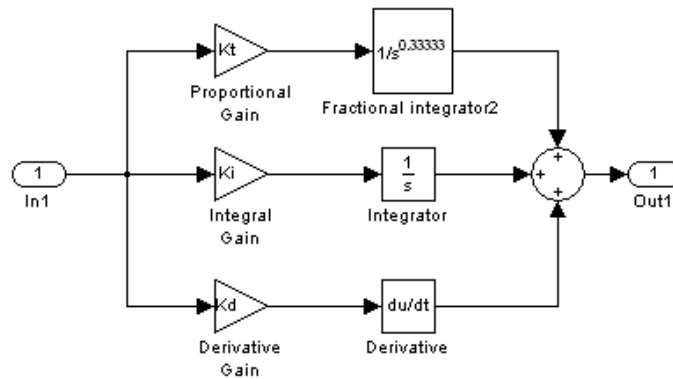 Kt
1/s^0.33333
Proportional
Gain
Fractional integrator2
+
1
In1
Ki
1
s
+
+
1
Out1
Integral
Gain
Integrator
Kd
du/dt
Derivative
Gain
Derivative